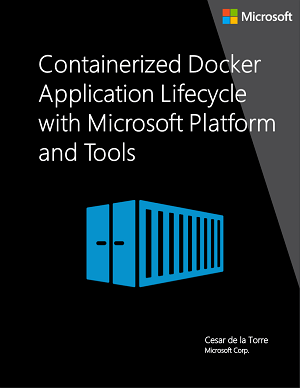 Microsoft
Containerized Docker
Application Lifecycle
with Microsoft Platform
and Tools
Cesar de la Torre
Microsoft Corp.